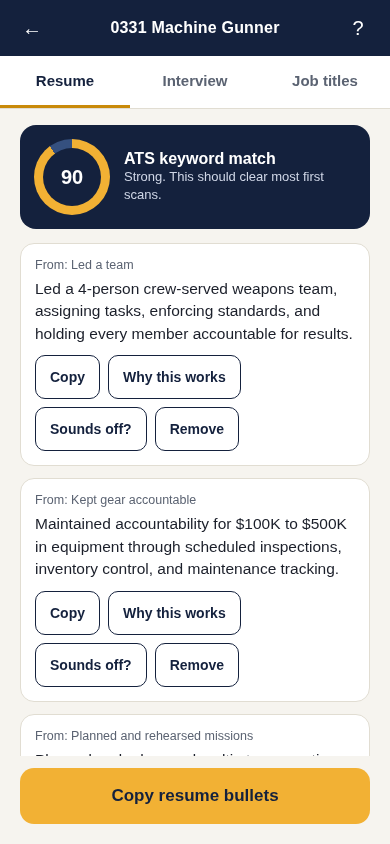 ← 0331 Machine Gunner ?
Resume Interview Job titles
90
ATS keyword match
Strong. This should clear most first
scans.
From: Led a team
Led a 4-person crew-served weapons team,
assigning tasks, enforcing standards, and
holding every member accountable for results.
Copy Why this works
Sounds off? Remove
From: Kept gear accountable
Maintained accountability for $100K to $500K
in equipment through scheduled inspections,
inventory control, and maintenance tracking.
Copy Why this works
Sounds off? Remove
From: Planned and rehearsed missions
Copy resume bullets